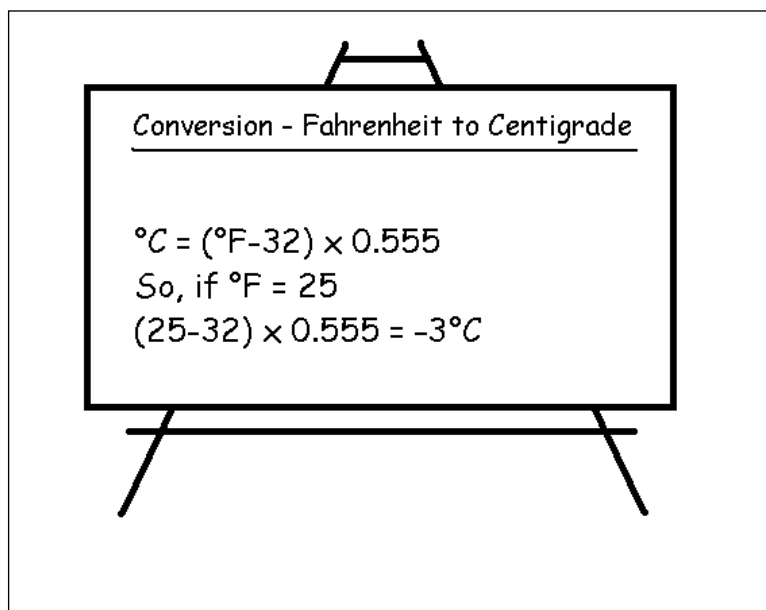 Conversion - Fahrenheit to Centigrade
°C = (°F-32) x 0.555
So, if °F = 25
(25-32) x 0.555 = -3°C